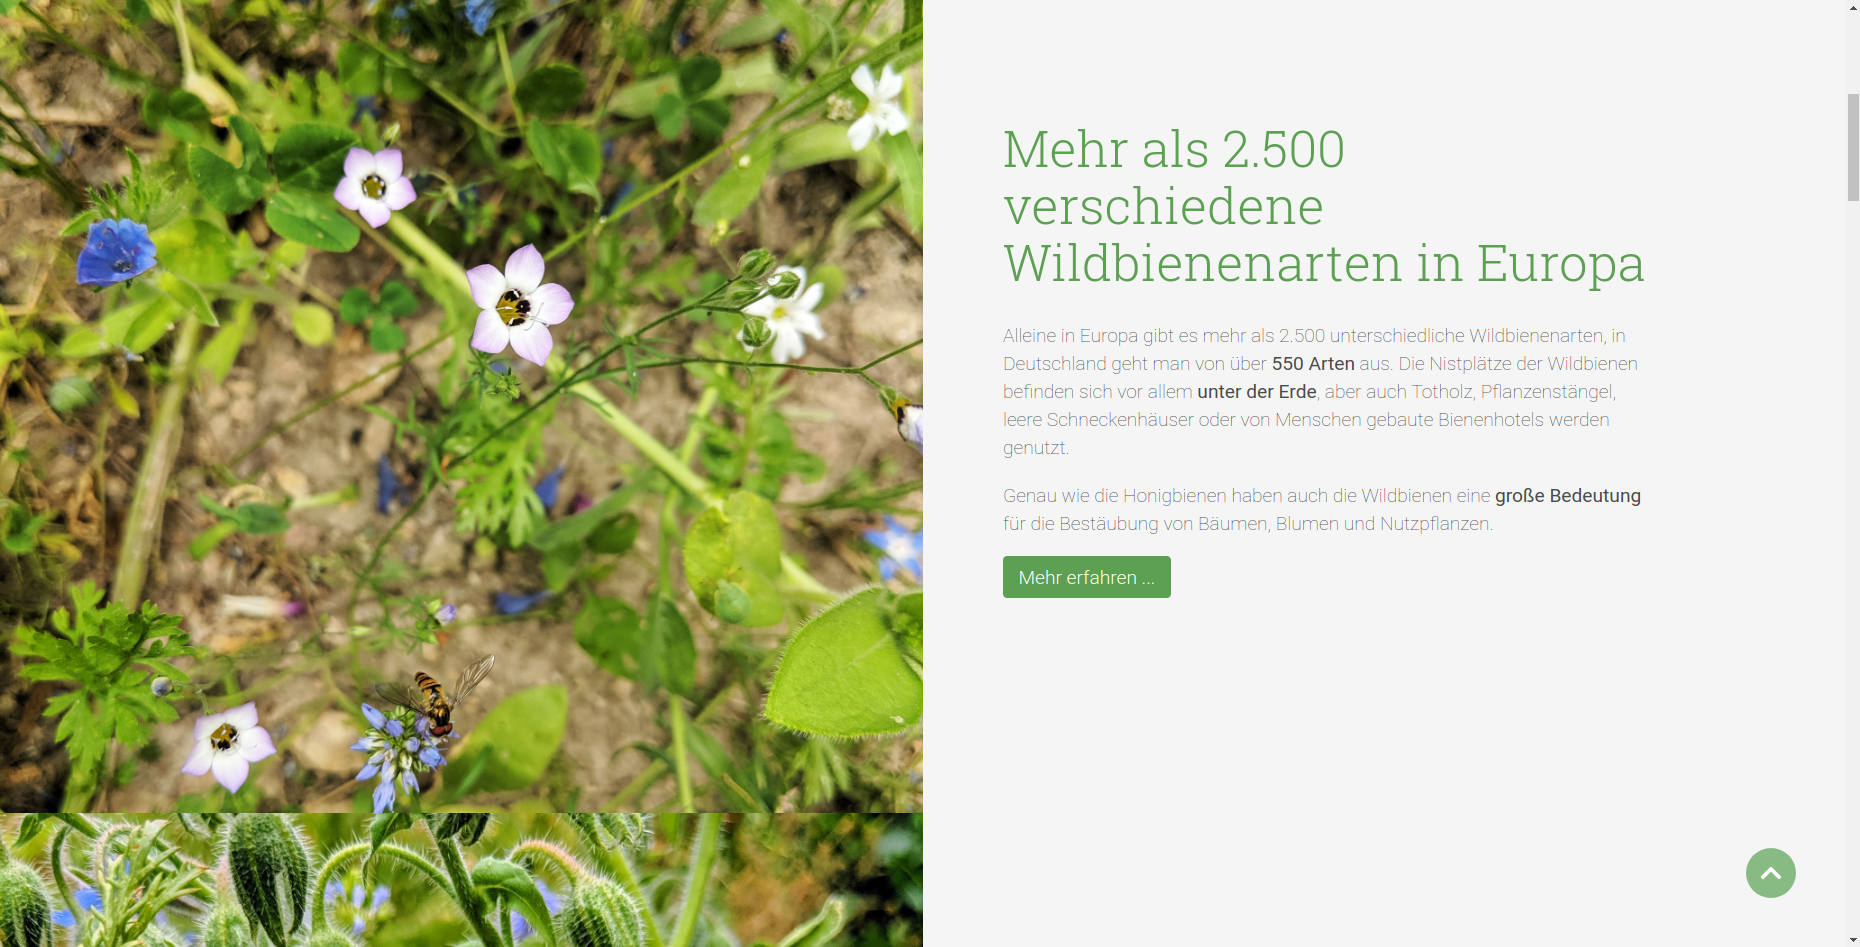 Mehr als 2.500
verschiedene
Wildbienenarten in Europa
Alleine in Europa gibt es mehr als 2.500 unterschiedliche Wildbienenarten, in
Deutschland geht man von über 550 Arten aus. Die Nistplätze der Wildbienen
befinden sich vor allem unter der Erde, aber auch Totholz, Pflanzenstängel,
leere Schneckenhäuser oder von Menschen gebaute Bienenhotels werden
genutzt.
Genau wie die Honigbienen haben auch die Wildbienen eine große Bedeutung
für die Bestäubung von Bäumen, Blumen und Nutzpflanzen.
Mehr erfahren ...